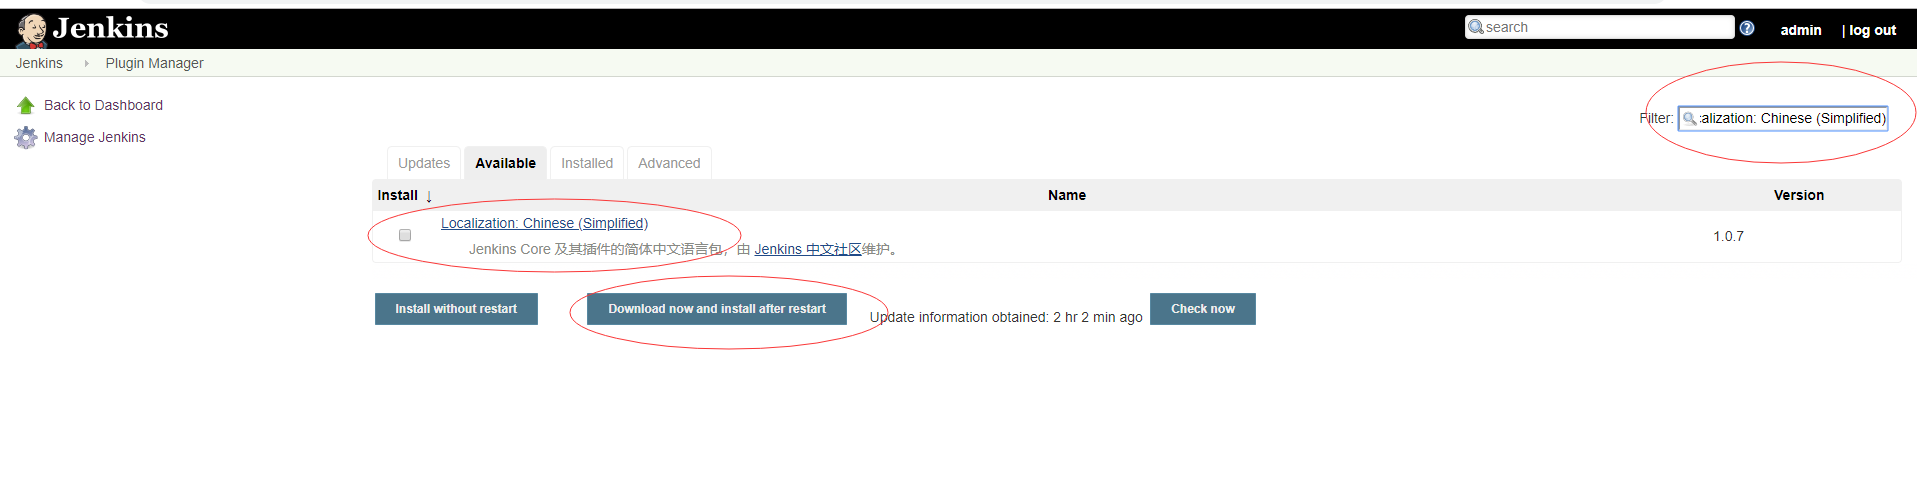 Jenkins
search
admin
| log out
Jenkins
Plugin Manager
Back to Dashboard
Manage Jenkins
Filter:
alization: Chinese (Simplified)
Updates
Available
Installed
Advanced
Install ↓
Name
Version
Localization: Chinese (Simplified)
Jenkins Core 及其插件的简体中文语言包，由 Jenkins 中文社区维护。
1.0.7
Install without restart
Download now and install after restart
Update information obtained: 2 hr 2 min ago
Check now